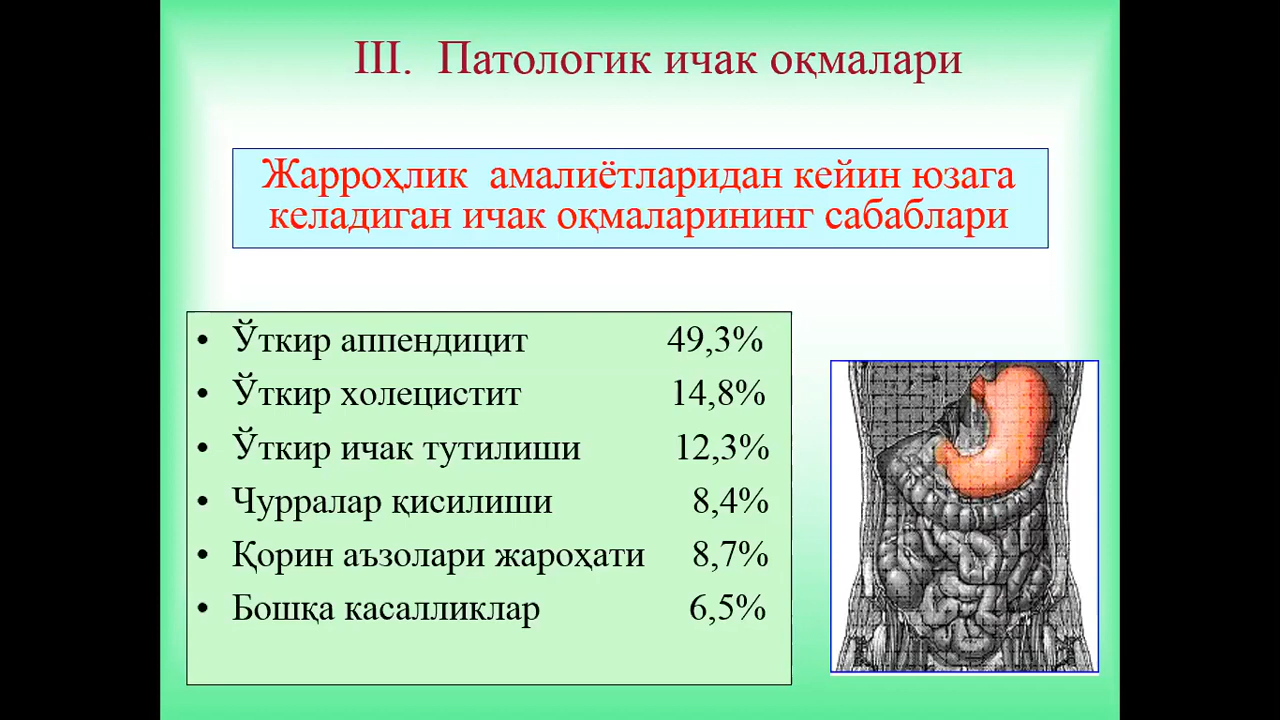 III. Патологик ичак оқмалари
Жарроҳлик амалиётларидан кейин юзага
келадиган ичак оқмаларининг сабаблари
• Ўткир аппендицит 49,3%
• Ўткир холецистит 14,8%
• Ўткир ичак тутилиши 12,3%
• Чурралар қисилиши 8,4%
• Қорин аъзолари жароҳати 8,7%
• Бошқа касалликлар 6,5%